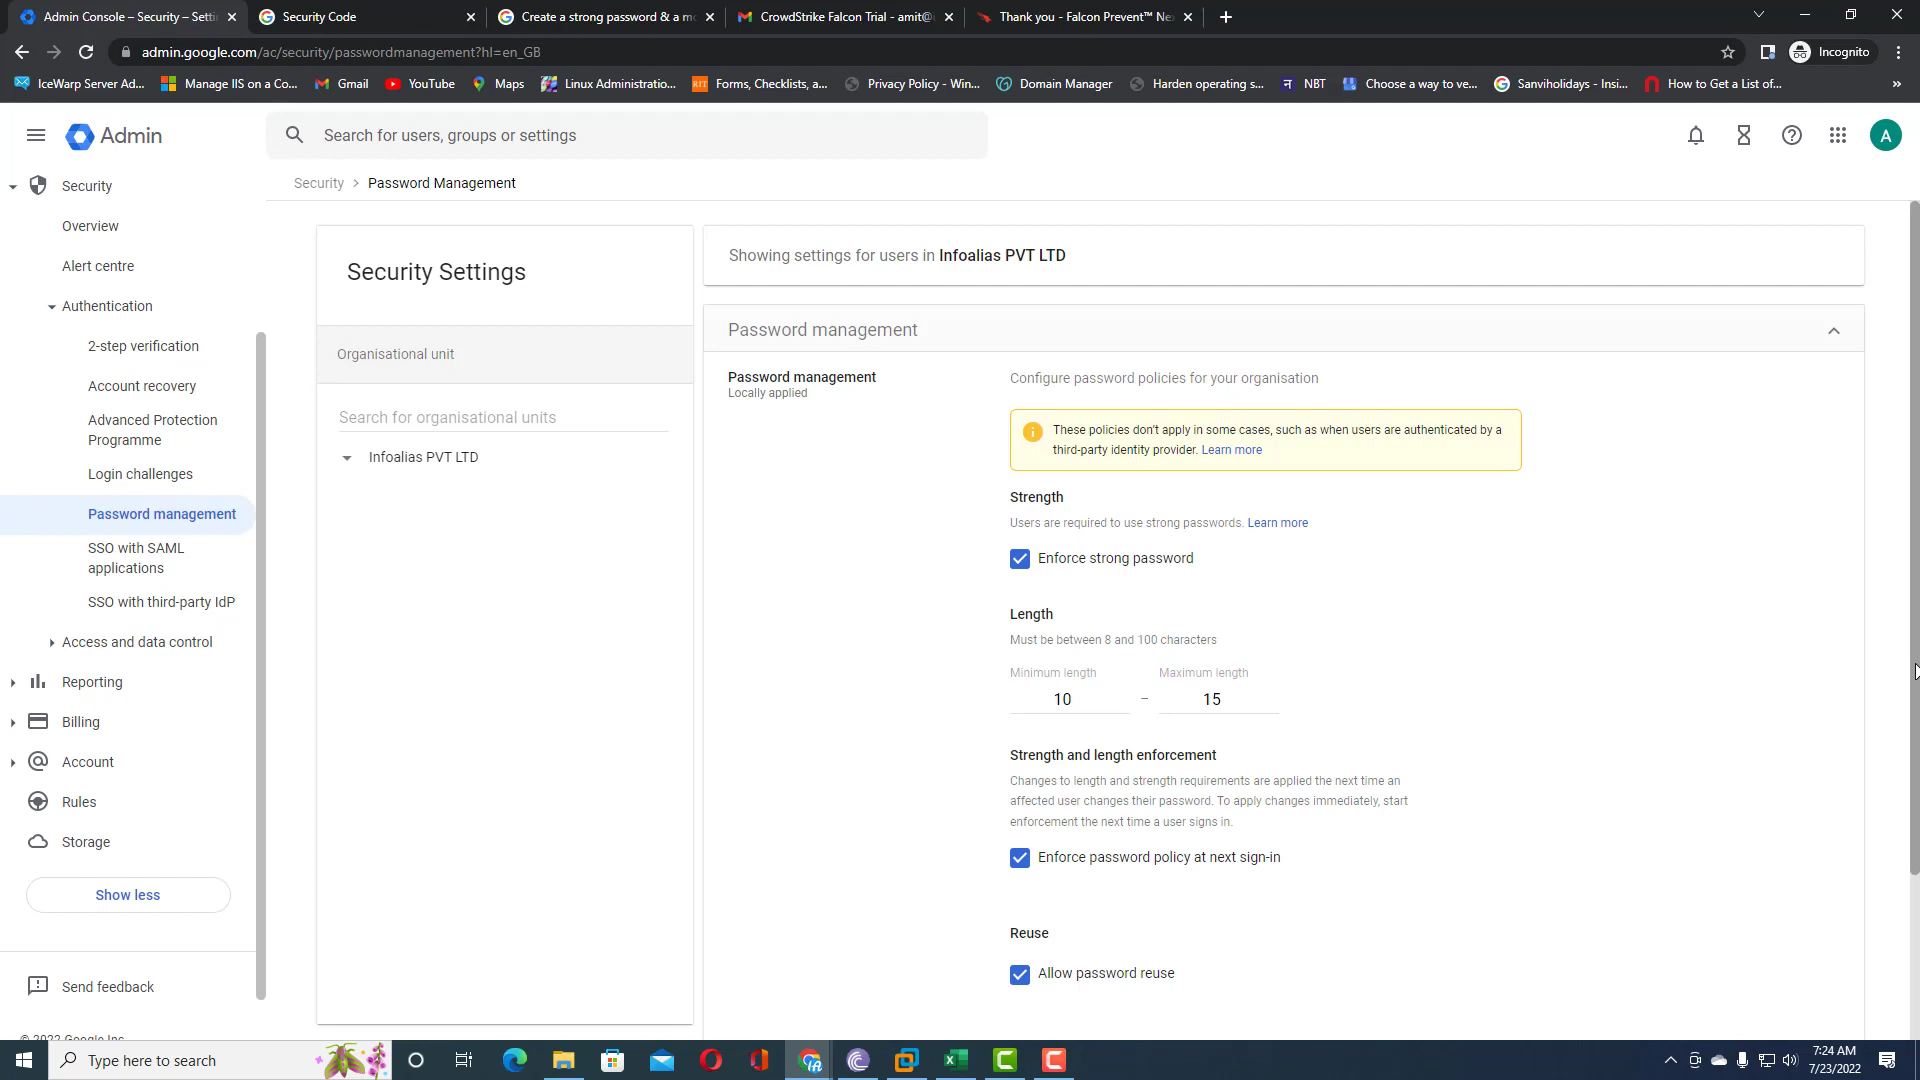 Admin Console – Security – Setti
Security Code
Create a strong password & a mo
CrowdStrike Falcon Trial - amit@
Thank you - Falcon Prevent™ Ne
admin.google.com/ac/security/passwordmanagement?hl=en_GB
Incognito
IceWarp Server Ad...
Manage IIS on a Co...
Gmail
YouTube
Maps
Linux Administratio...
RIT
Forms, Checklists, a...
Privacy Policy - Win...
Domain Manager
Harden operating s...
न
NBT
Choose a way to ve...
Sanviholidays - Insi...
How to Get a List of...
»
Admin
Search for users, groups or settings
A
Security
Overview
Alert centre
Authentication
2-step verification
Account recovery
Advanced Protection
Programme
Login challenges
Password management
SSO with SAML
applications
SSO with third-party IdP
Access and data control
Reporting
Billing
Account
Rules
Storage
Show less
Send feedback
© 2022 Google Inc.
Security > Password Management
Security Settings
Organisational unit
Search for organisational units
Infoalias PVT LTD
Showing settings for users in Infoalias PVT LTD
Password management
Password management
Locally applied
Configure password policies for your organisation
These policies don't apply in some cases, such as when users are authenticated by a
third-party identity provider. Learn more
Strength
Users are required to use strong passwords. Learn more
Enforce strong password
Length
Must be between 8 and 100 characters
Minimum length
Maximum length
10 – 15
Strength and length enforcement
Changes to length and strength requirements are applied the next time an
affected user changes their password. To apply changes immediately, start
enforcement the next time a user signs in.
Enforce password policy at next sign-in
Reuse
Allow password reuse
Type here to search
7:24 AM
7/23/2022